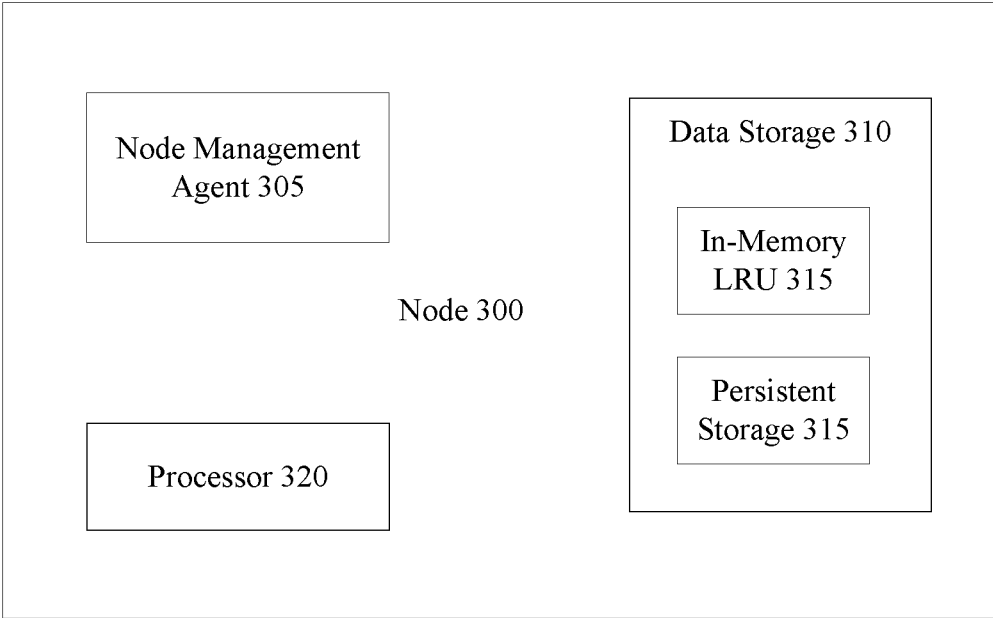 Node Management
Agent 305
Data Storage 310
In-Memory
LRU 315
Node 300
Persistent
Storage 315
Processor 320